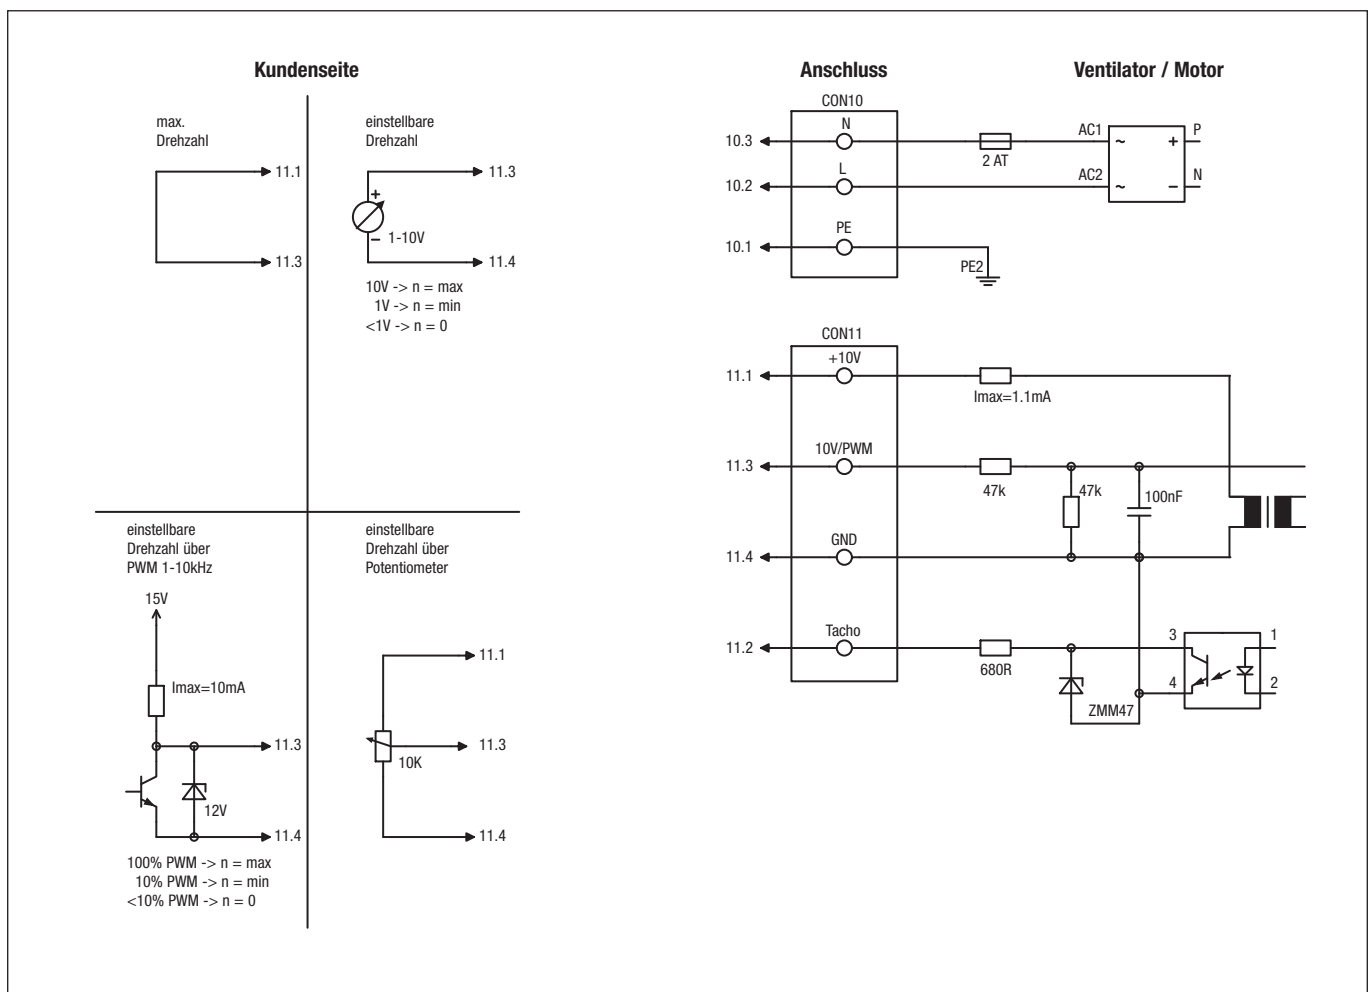 Kundenseite
Anschluss
Ventilator / Motor
max.
Drehzahl
11.1
11.3
einstellbare
Drehzahl
11.3
+
–
1-10V
11.4
10V -> n = max
1V -> n = min
<1V -> n = 0
einstellbare
Drehzahl über
PWM 1-10kHz
15V
Imax=10mA
11.3
12V
11.4
100% PWM -> n = max
10% PWM -> n = min
<10% PWM -> n = 0
einstellbare
Drehzahl über
Potentiometer
11.1
11.3
10K
11.4
CON10
10.3
N
2 AT
AC1
~
+
P
10.2
L
AC2
~
–
N
10.1
PE
PE2
CON11
+10V
11.1
Imax=1.1mA
10V/PWM
11.3
47k
47k
100nF
GND
11.4
Tacho
11.2
680R
3
1
4
2
ZMM47